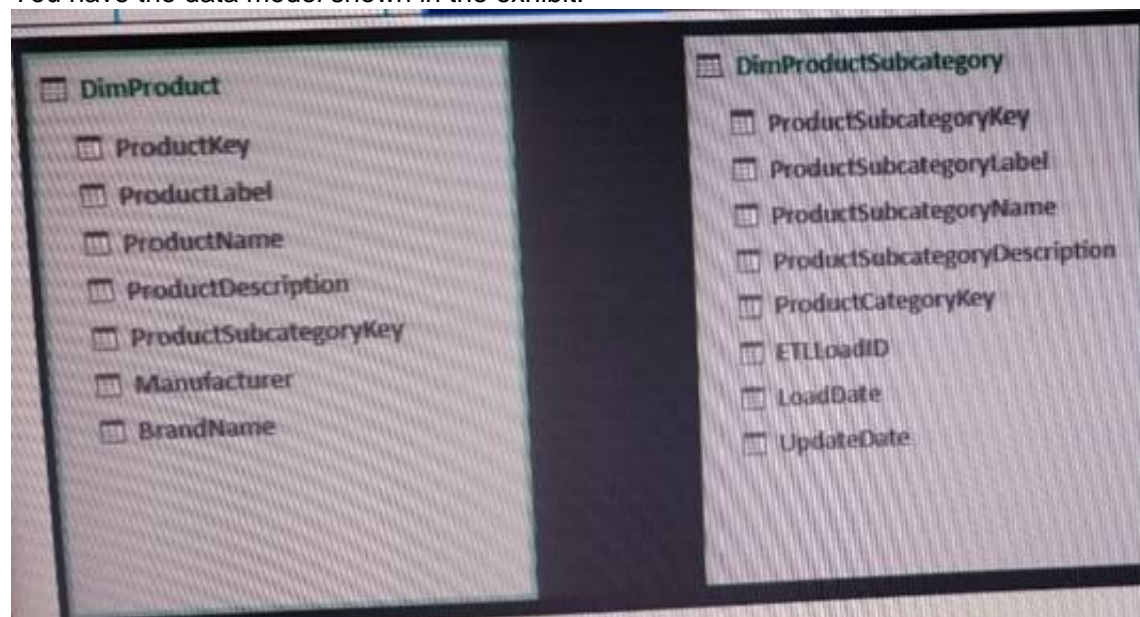 You have the data model shown in the exhibit.
DimProduct
ProductKey
ProductLabel
ProductName
ProductDescription
ProductSubcategoryKey
Manufacturer
BrandName
DimProductSubcategory
ProductSubcategoryKey
ProductSubcategoryLabel
ProductSubcategoryName
ProductSubcategoryDescription
ProductCategoryKey
ETLLoadID
LoadDate
UpdateDate